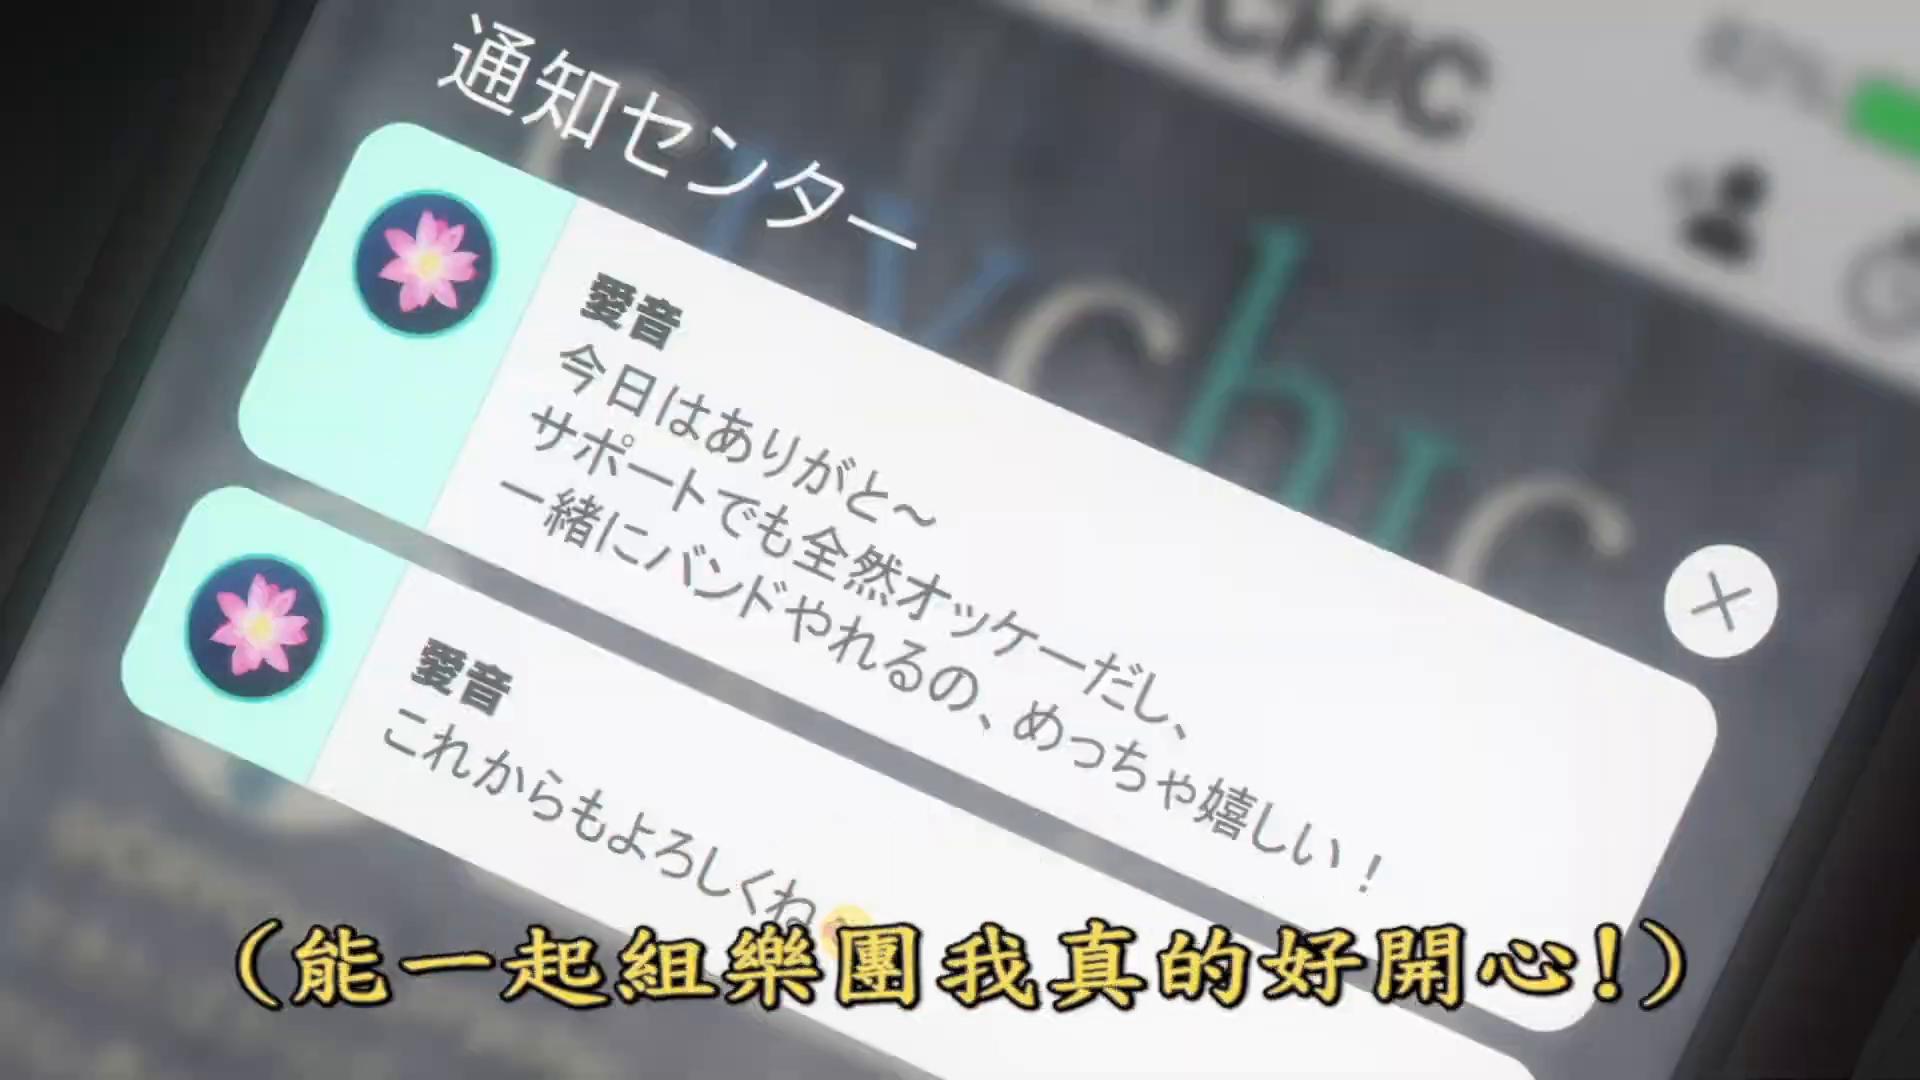 通知センター
CHIC
ychic
愛音
今日はありがと～
サポートでも全然オッケーだし、
一緒にバンドやれるの、めっちゃ嬉しい！
愛音
これからもよろしくね
(能一起組樂團我真的好開心!)